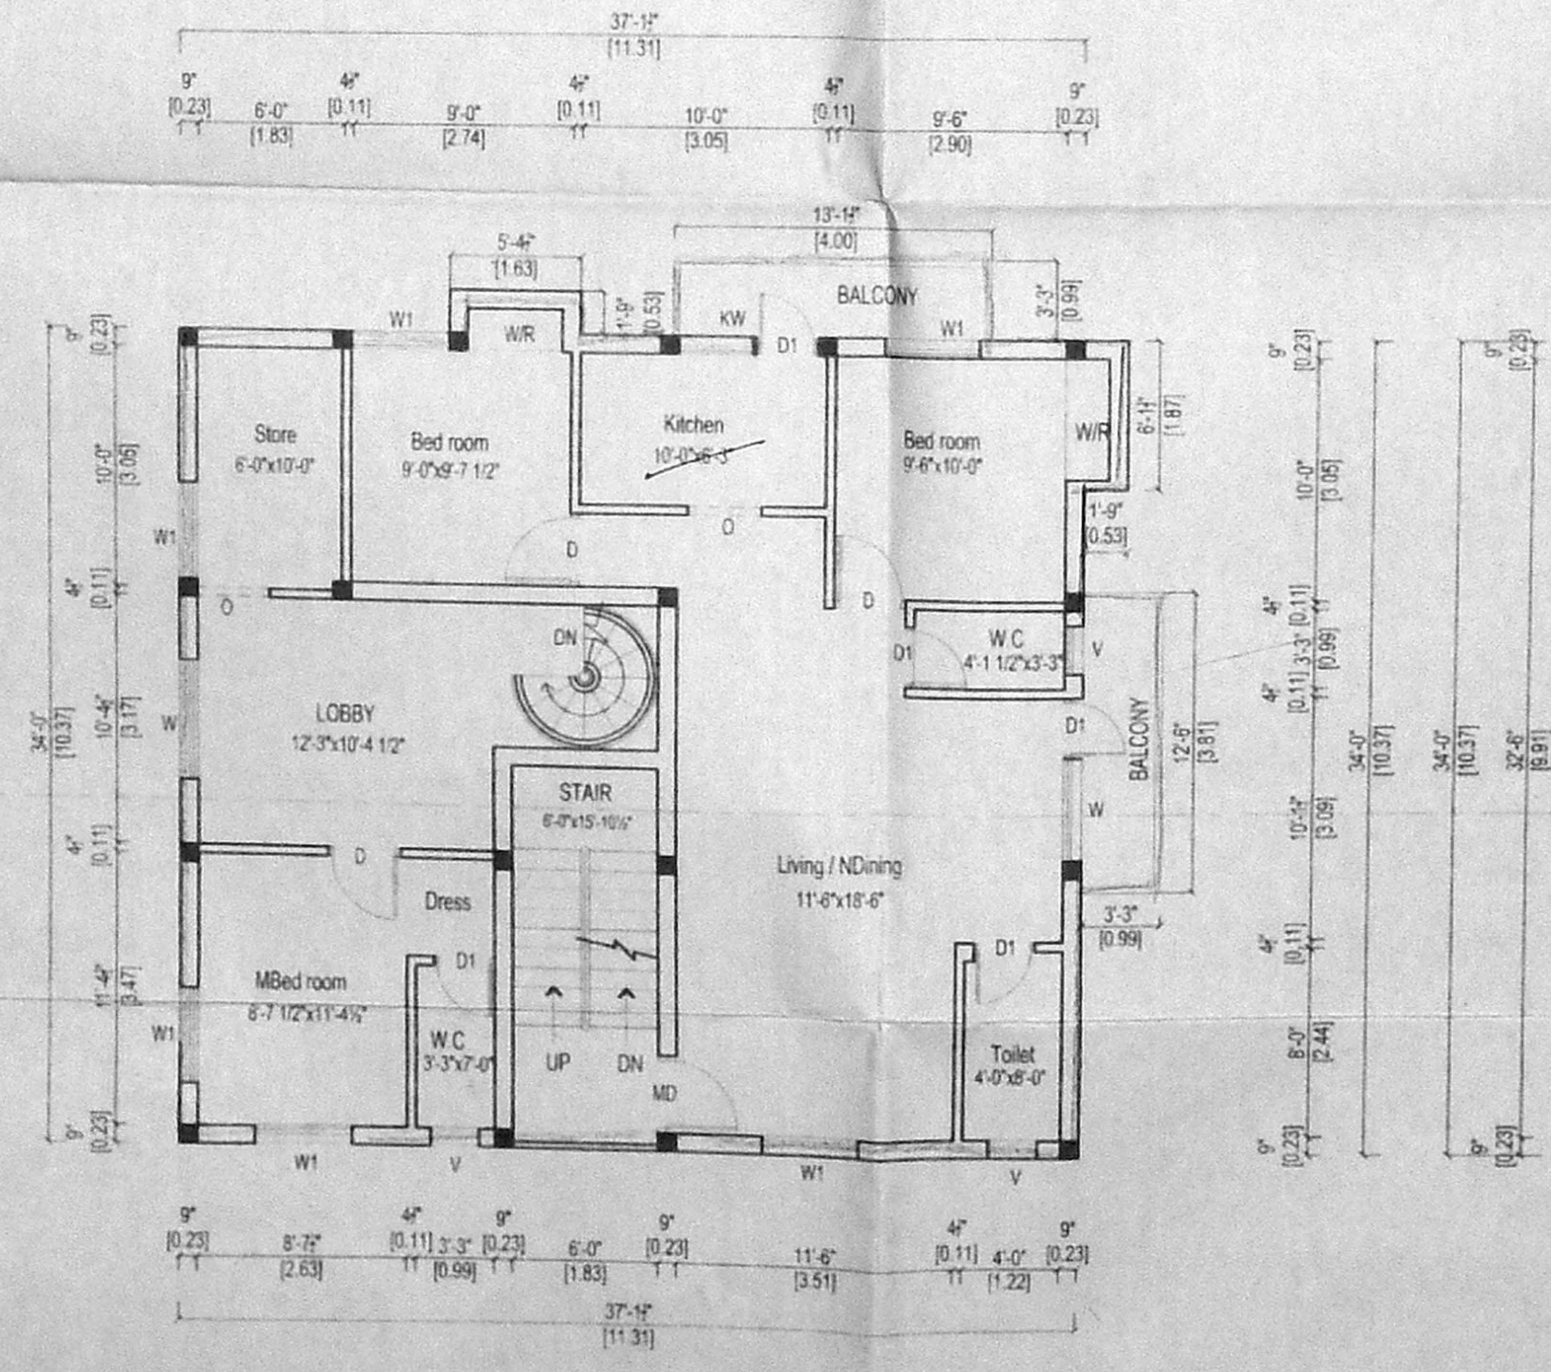 37'-1½"
[11.31]
9" 4½" 4½" 4½" 9"
[0.23] 6'-0" [0.11] 9'-0" [0.11] 10'-0" [0.11] 9'-6" [0.23]
[1.83] [2.74] [3.05] [2.90]
13'-1½"
[4.00]
5'-4½"
[1.63]
1'-9"
[0.53]
3'-3"
[0.99]
BALCONY
W1 W/R KW D1 W1
9"
[0.23]
Store
6'-0"x10'-0"
Bed room
9'-0"x9'-7 1/2"
Kitchen
10'-0"x6'-3"
Bed room
9'-6"x10'-0"
W/R
6'-1½"
[1.87]
9"
[0.23]
9"
[0.23]
10'-0"
[3.05]
10'-0"
[3.05]
1'-9"
[0.53]
W1
O
D
O
D
4½"
[0.11]
DN
D1
W.C
4'-1 1/2"x3'-3"
V
4½"
[0.11]
3'-3"
[0.99]
4½"
[0.11]
LOBBY
12'-3"x10'-4 1/2"
W
10'-4½"
[3.17]
34'-0"
[10.37]
D1
BALCONY
12'-6"
[3.81]
34'-0"
[10.37]
34'-0"
[10.37]
32'-6"
[9.91]
STAIR
6'-0"x15'-10½"
W
10'-1½"
[3.09]
4½"
[0.11]
D
Living / NDining
11'-6"x18'-6"
Dress
D1
3'-3"
[0.99]
D1
4½"
[0.11]
MBed room
8'-7 1/2"x11'-4½"
11'-4½"
[3.47]
W1
W.C
3'-3"x7'-0"
UP DN
MD
Toilet
4'-0"x8'-0"
8'-0"
[2.44]
9"
[0.23]
9"
[0.23]
9"
[0.23]
W1 V W1 V
9" 4½" 9" 9" 4½" 9"
[0.23] 8'-7½" [0.11] 3'-3" [0.23] 6'-0" [0.23] 11'-6" [0.11] 4'-0" [0.23]
[2.63] [0.99] [1.83] [3.51] [1.22]
37'-1½"
[11.31]